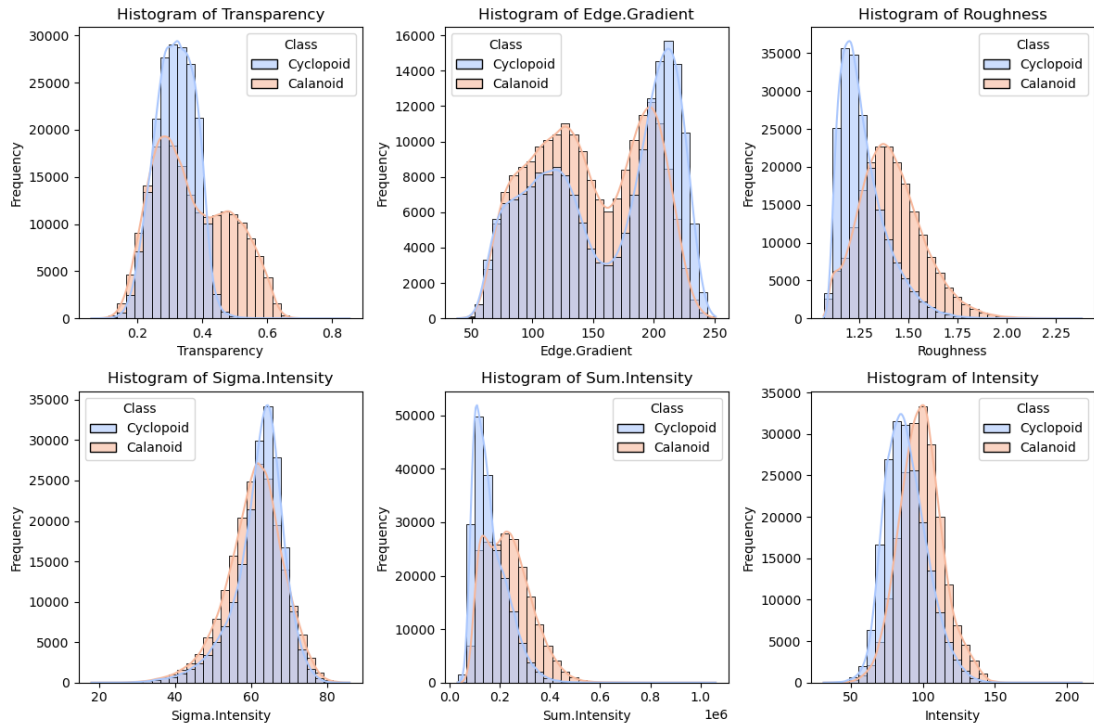 Histogram of Transparency
Frequency
30000
25000
20000
15000
10000
5000
0
0.2 0.4 0.6 0.8
Transparency
Class
Cyclopoid
Calanoid
Histogram of Edge.Gradient
Frequency
16000
14000
12000
10000
8000
6000
4000
2000
0
50 100 150 200 250
Edge.Gradient
Class
Cyclopoid
Calanoid
Histogram of Roughness
Frequency
35000
30000
25000
20000
15000
10000
5000
0
1.25 1.50 1.75 2.00 2.25
Roughness
Class
Cyclopoid
Calanoid
Histogram of Sigma.Intensity
Frequency
35000
30000
25000
20000
15000
10000
5000
0
20 40 60 80
Sigma.Intensity
Class
Cyclopoid
Calanoid
Histogram of Sum.Intensity
Frequency
50000
40000
30000
20000
10000
0
0.0 0.2 0.4 0.6 0.8 1.0
1e6
Sum.Intensity
Class
Cyclopoid
Calanoid
Histogram of Intensity
Frequency
35000
30000
25000
20000
15000
10000
5000
0
50 100 150 200
Intensity
Class
Cyclopoid
Calanoid